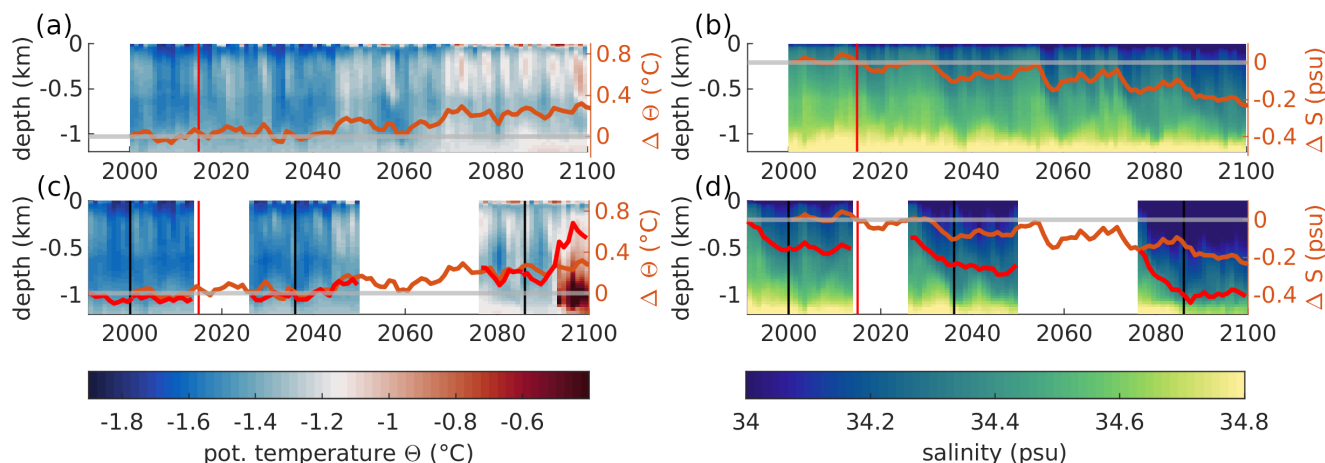 (a)
(b)
0
-0.5
-1
depth (km)
0.8
0.4
0
Δ Θ (°C)
2000 2020 2040 2060 2080 2100
0
-0.5
-1
depth (km)
0
-0.2
-0.4
Δ S (psu)
2000 2020 2040 2060 2080 2100
(c)
(d)
0
-0.5
-1
depth (km)
0.8
0.4
0
Δ Θ (°C)
2000 2020 2040 2060 2080 2100
0
-0.5
-1
depth (km)
0
-0.2
-0.4
Δ S (psu)
2000 2020 2040 2060 2080 2100
-1.8 -1.6 -1.4 -1.2 -1 -0.8 -0.6
pot. temperature Θ (°C)
34 34.2 34.4 34.6 34.8
salinity (psu)